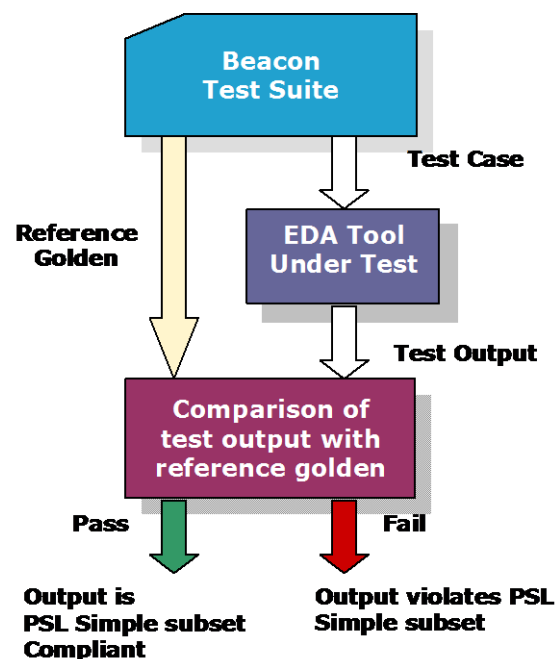 Beacon
Test Suite
Test Case
Reference
Golden
EDA Tool
Under Test
Test Output
Comparison of
test output with
reference golden
Pass
Fail
Output is
PSL Simple subset
Compliant
Output violates PSL
Simple subset